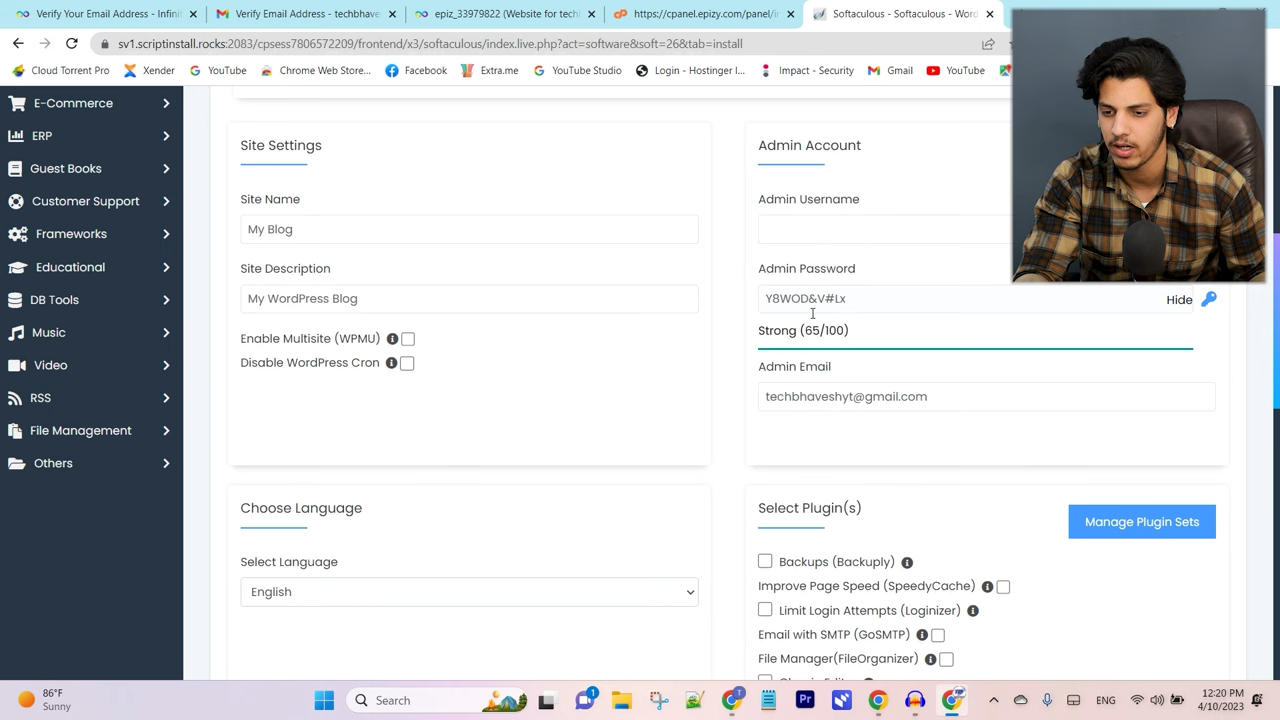 Verify Your Email Address - Infinit
Verify Email Address - techbhave
epiz_33979822 (Website for tech
https://cpanel.epizy.com/panel/in
Softaculous - Softaculous - Word
sv1.scriptinstall.rocks:2083/cpsess7806572209/frontend/x3/softaculous/index.live.php?act=software&soft=26&tab=install
Cloud Torrent Pro
Xender
YouTube
Chrome Web Store...
Facebook
Extra.me
YouTube Studio
Login - Hostinger I...
Impact - Security
Gmail
YouTube
E-Commerce
ERP
Guest Books
Customer Support
Frameworks
Educational
DB Tools
Music
Video
RSS
File Management
Others
Site Settings
Site Name
My Blog
Site Description
My WordPress Blog
Enable Multisite (WPMU)
Disable WordPress Cron
Admin Account
Admin Username
Admin Password
Y8WOD&V#Lx
Hide
Strong (65/100)
Admin Email
techbhaveshyt@gmail.com
Choose Language
Select Language
English
Select Plugin(s)
Manage Plugin Sets
Backups (Backuply)
Improve Page Speed (SpeedyCache)
Limit Login Attempts (Loginizer)
Email with SMTP (GoSMTP)
File Manager(FileOrganizer)
86°F
Sunny
Search
1
ENG
12:20 PM
4/10/2023